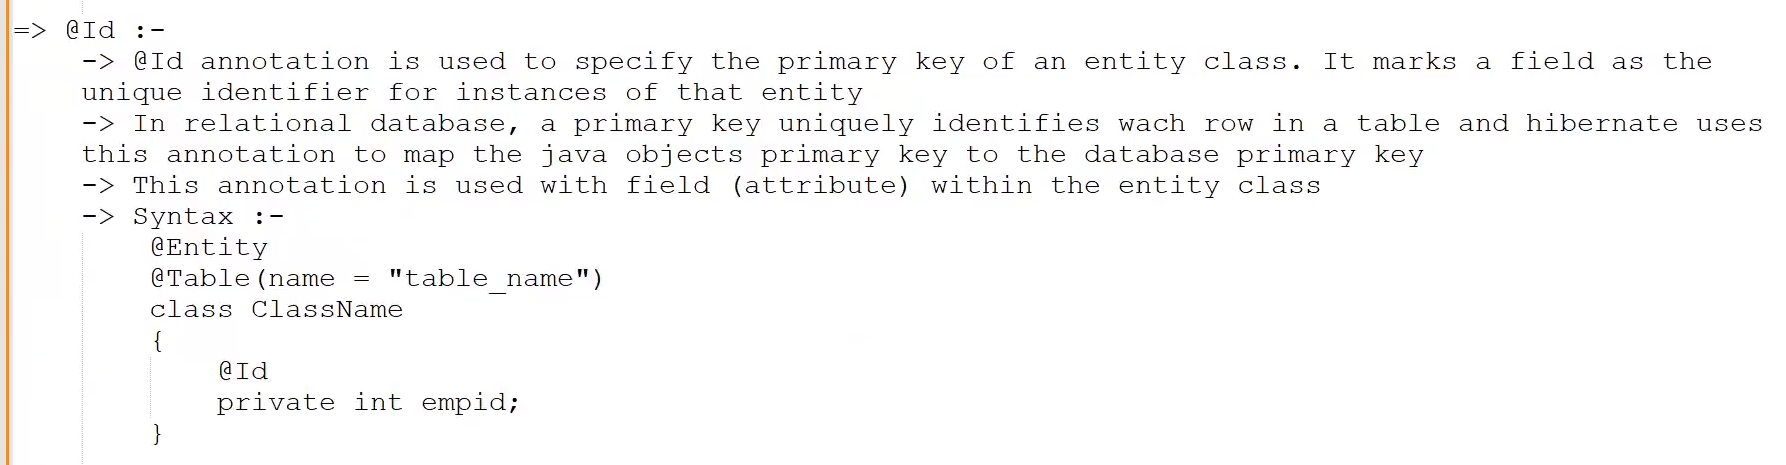 => @Id :-
-> @Id annotation is used to specify the primary key of an entity class. It marks a field as the
unique identifier for instances of that entity
-> In relational database, a primary key uniquely identifies wach row in a table and hibernate uses
this annotation to map the java objects primary key to the database primary key
-> This annotation is used with field (attribute) within the entity class
-> Syntax :-
@Entity
@Table(name = "table_name")
class ClassName
{
@Id
private int empid;
}